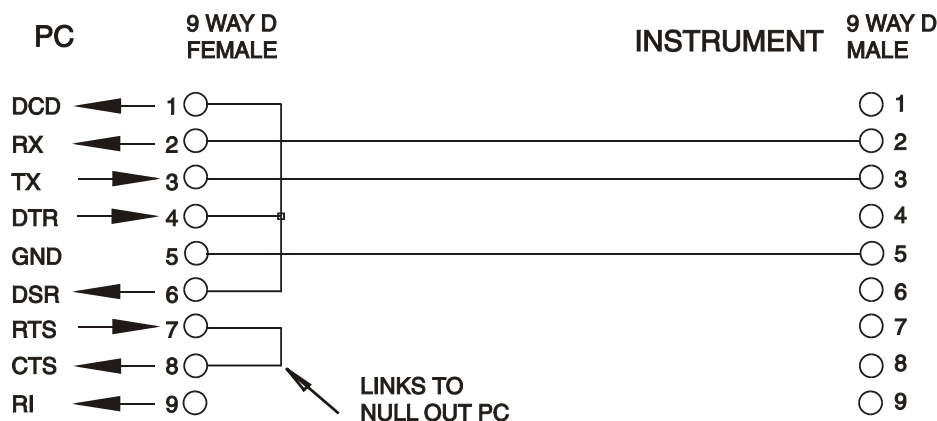 PC
9 WAY D
FEMALE
INSTRUMENT
9 WAY D
MALE
DCD 1 1
RX 2 2
TX 3 3
DTR 4 4
GND 5 5
DSR 6 6
RTS 7 7
CTS 8 8
RI 9 9
LINKS TO
NULL OUT PC